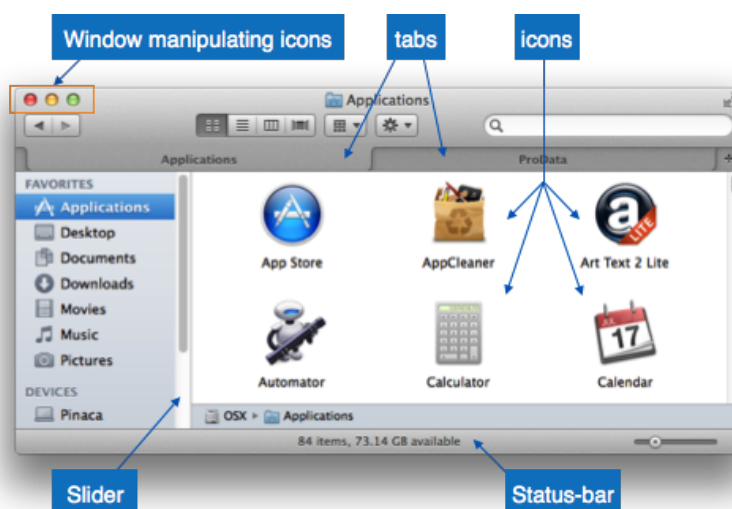 Window manipulating icons
tabs
icons
Applications
Applications
ProData
FAVORITES
Applications
Desktop
Documents
Downloads
Movies
Music
Pictures
DEVICES
Pinaca
App Store
AppCleaner
a
LITE
Art Text 2 Lite
Automator
Calculator
JUL
17
Calendar
OSX ▸ Applications
84 items, 73.14 GB available
Slider
Status-bar